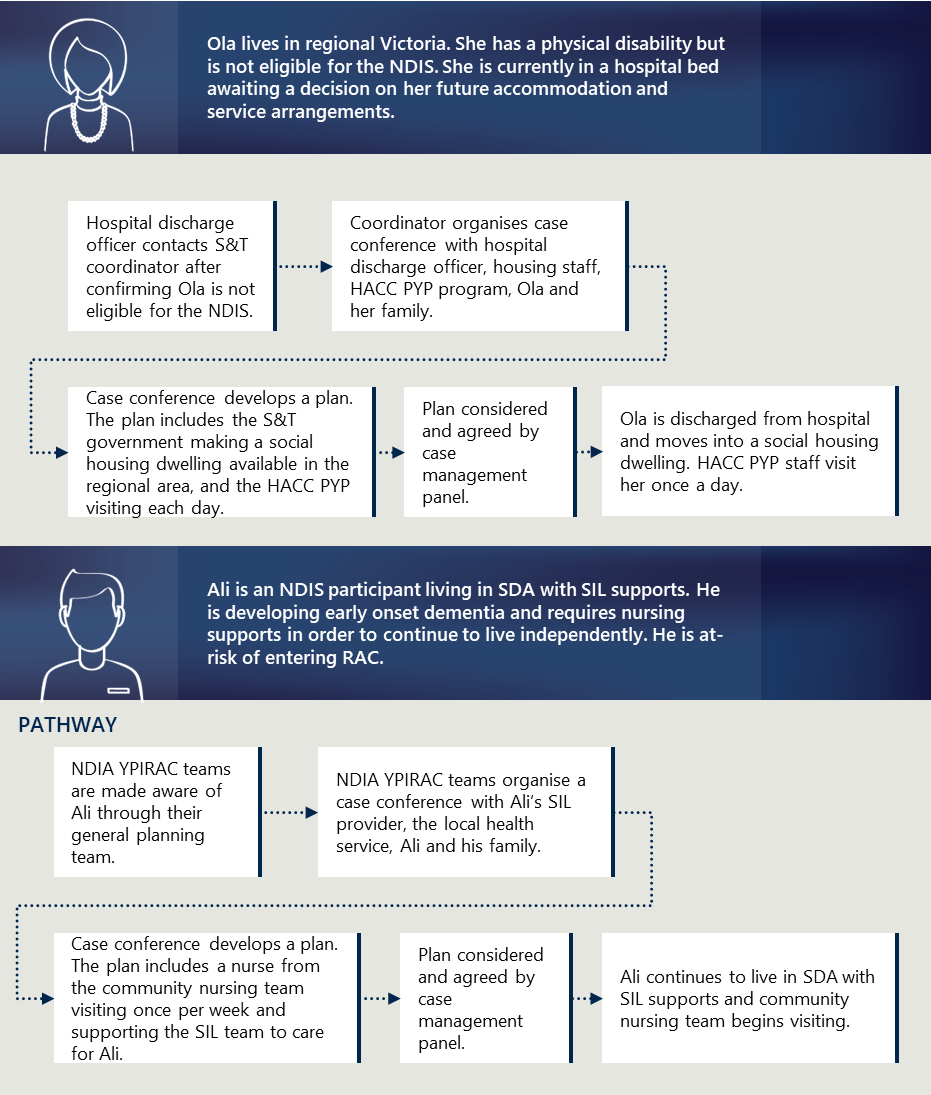 Ola lives in regional Victoria. She has a physical disability but
is not eligible for the NDIS. She is currently in a hospital bed
awaiting a decision on her future accommodation and
service arrangements.
Hospital discharge
officer contacts S&T
coordinator after
confirming Ola is not
eligible for the NDIS.
Coordinator organises case
conference with hospital
discharge officer, housing staff,
HACC PYP program, Ola and
her family.
Case conference develops a plan.
The plan includes the S&T
government making a social
housing dwelling available in the
regional area, and the HACC PYP
visiting each day.
Plan considered
and agreed by
case
management
panel.
Ola is discharged from hospital
and moves into a social housing
dwelling. HACC PYP staff visit
her once a day.
Ali is an NDIS participant living in SDA with SIL supports. He
is developing early onset dementia and requires nursing
supports in order to continue to live independently. He is at-
risk of entering RAC.
PATHWAY
NDIA YPIRAC teams
are made aware of
Ali through their
general planning
team.
NDIA YPIRAC teams organise a
case conference with Ali's SIL
provider, the local health
service, Ali and his family.
Case conference develops a plan.
The plan includes a nurse from
the community nursing team
visiting once per week and
supporting the SIL team to care
for Ali.
Plan considered
and agreed by
case
management
panel.
Ali continues to live in SDA with
SIL supports and community
nursing team begins visiting.